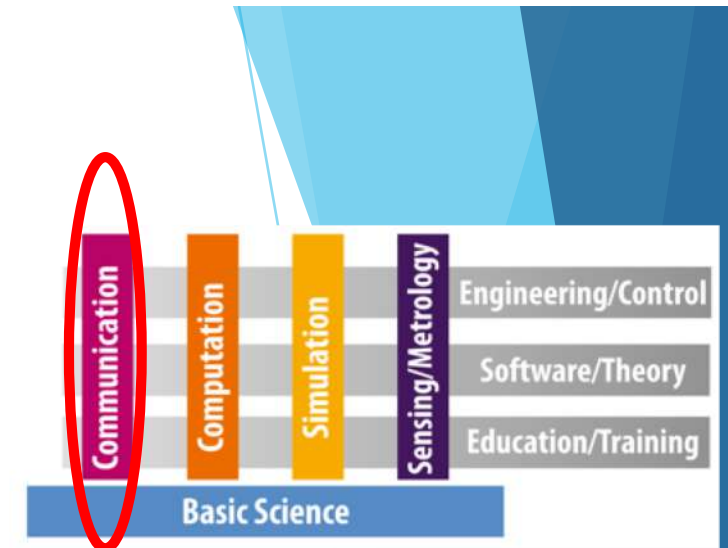 Communication
Computation
Simulation
Sensing/Metrology
Engineering/Control
Software/Theory
Education/Training
Basic Science